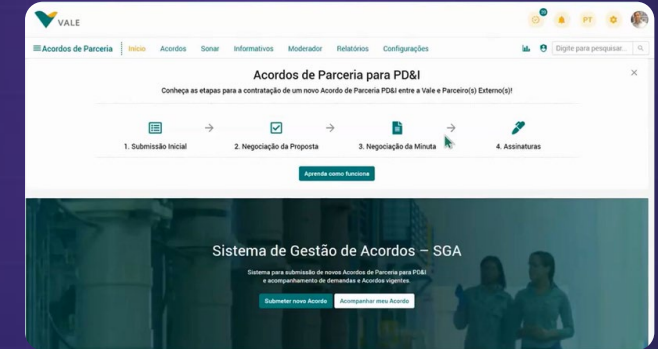 VALE
PT
Acordos de Parceria Início Acordos Sonar Informativos Moderador Relatórios Configurações Digite para pesquisar...
Acordos de Parceria para PD&I
Conheça as etapas para a contratação de um novo Acordo de Parceria PD&I entre a Vale e Parceiro(s) Externo(s)!
1. Submissão Inicial 2. Negociação da Proposta 3. Negociação da Minuta 4. Assinaturas
Aprenda como funciona
Sistema de Gestão de Acordos – SGA
Sistema para submissão de novos Acordos de Parceria para PD&I
e acompanhamento de demandas e Acordos vigentes.
Submeter novo Acordo Acompanhar meu Acordo